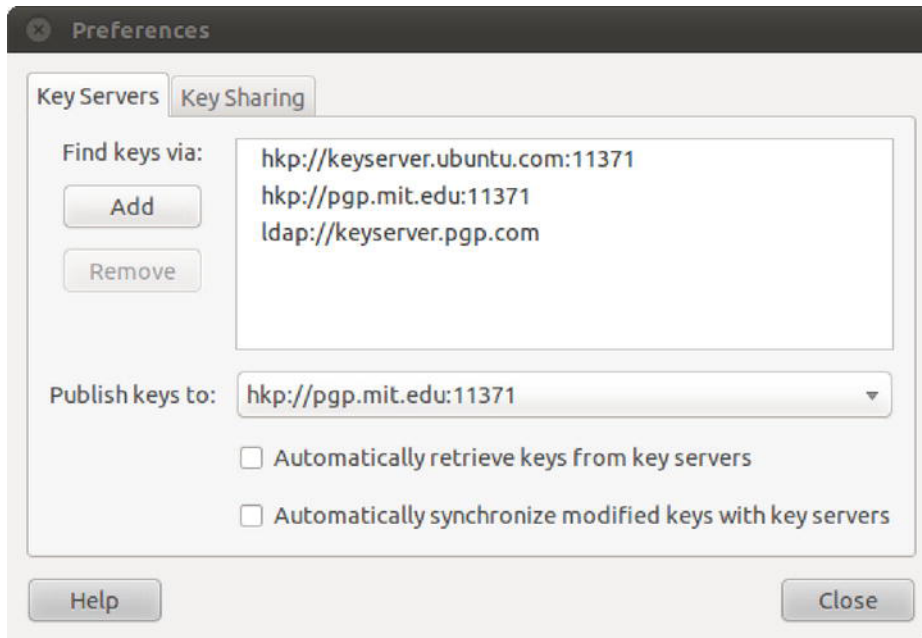 Preferences
Key Servers
Key Sharing
Find keys via:
Add
Remove
hkp://keyserver.ubuntu.com:11371
hkp://pgp.mit.edu:11371
ldap://keyserver.pgp.com
Publish keys to:
hkp://pgp.mit.edu:11371
Automatically retrieve keys from key servers
Automatically synchronize modified keys with key servers
Help
Close